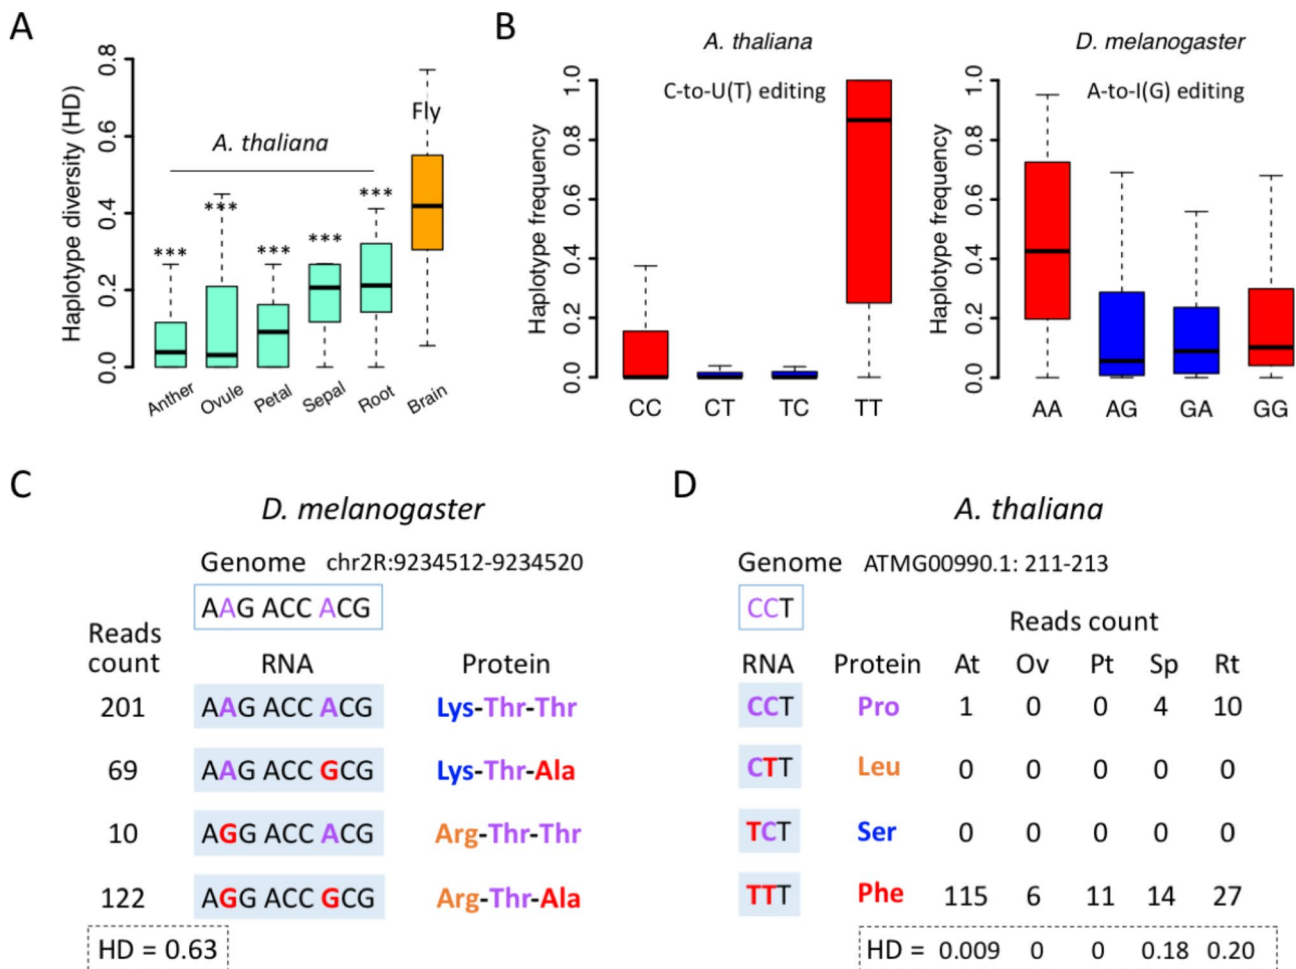 A
Haplotype diversity (HD)
0.0 0.2 0.4 0.6 0.8
A. thaliana
Fly
*** *** *** *** ***
Anther Ovule Petal Sepal Root Brain
B
A. thaliana
C-to-U(T) editing
Haplotype frequency
0.0 0.2 0.4 0.6 0.8 1.0
CC CT TC TT
D. melanogaster
A-to-I(G) editing
Haplotype frequency
0.0 0.2 0.4 0.6 0.8 1.0
AA AG GA GG
C
D. melanogaster
Genome chr2R:9234512-9234520
AAG ACC ACG
Reads
count RNA Protein
201 AAG ACC ACG Lys-Thr-Thr
69 AAG ACC GCG Lys-Thr-Ala
10 AGG ACC ACG Arg-Thr-Thr
122 AGG ACC GCG Arg-Thr-Ala
HD = 0.63
D
A. thaliana
Genome ATMG00990.1: 211-213
CCT
Reads count
RNA Protein At Ov Pt Sp Rt
CCT Pro 1 0 0 4 10
CTT Leu 0 0 0 0 0
TCT Ser 0 0 0 0 0
TTT Phe 115 6 11 14 27
HD = 0.009 0 0 0.18 0.20